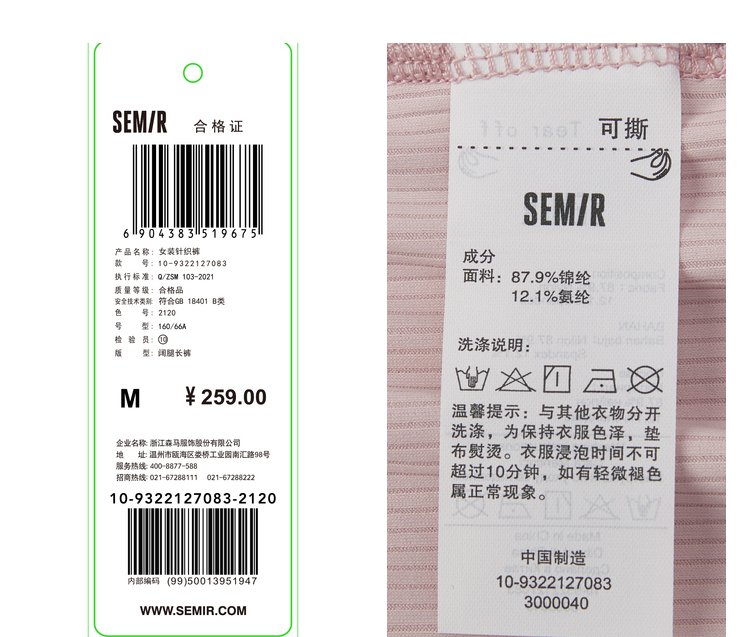 SEMIR 合格证
6 904383 519675
产品名称: 女装针织裤
款 号: 10-9322127083
执行标准: Q/ZSM 103-2021
质量等级: 合格品
安全技术类别: 符合GB 18401 B类
色 号: 2120
号 型: 160/66A
检 验 员: ⑩
版 型: 阔腿长裤
M ¥ 259.00
企业名称: 浙江森马服饰股份有限公司
地 址: 温州市瓯海区娄桥工业园南汇路98号
服务热线: 400-8877-588
招商热线: 021-67288111 021-67288222
10-9322127083-2120
内部编码 (99)50013951947
WWW.SEMIR.COM
Tear off
可撕
SEMIR
成分
面料: 87.9%锦纶
12.1%氨纶
洗涤说明:
温馨提示: 与其他衣物分开
洗涤, 为保持衣服色泽, 垫
布熨烫。衣服浸泡时间不可
超过10分钟, 如有轻微褪色
属正常现象。
中国制造
10-9322127083
3000040